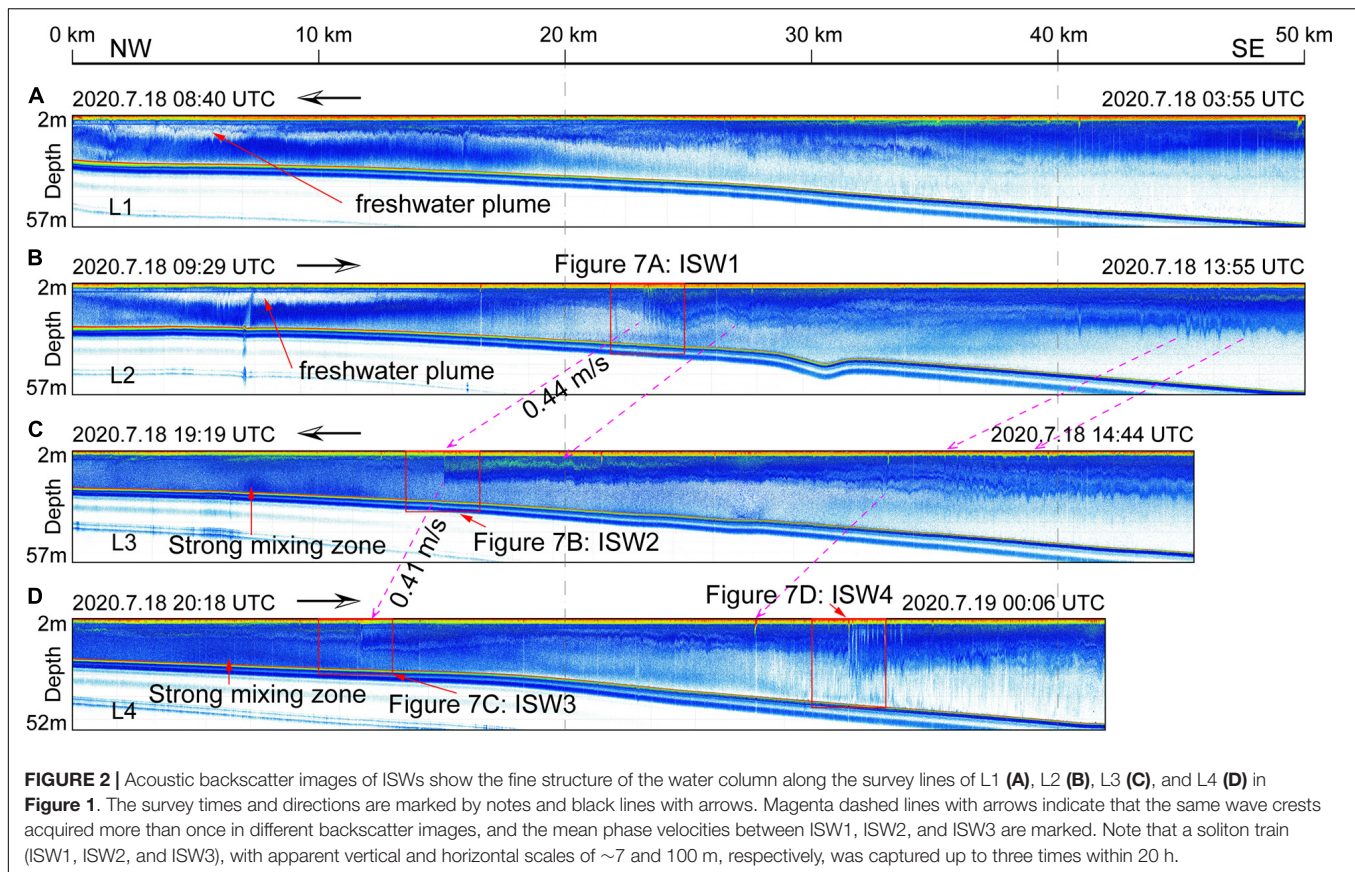 0 km 10 km 20 km 30 km 40 km 50 km
NW SE
A
2020.7.18 08:40 UTC 2020.7.18 03:55 UTC
2m
Depth
57m
L1
freshwater plume
B
2020.7.18 09:29 UTC Figure 7A: ISW1 2020.7.18 13:55 UTC
2m
Depth
57m
L2
freshwater plume
0.44 m/s
C
2020.7.18 19:19 UTC 2020.7.18 14:44 UTC
2m
Depth
57m
L3
Strong mixing zone
Figure 7B: ISW2
0.41 m/s
D
2020.7.18 20:18 UTC Figure 7D: ISW4 2020.7.19 00:06 UTC
2m
Depth
52m
L4
Strong mixing zone
Figure 7C: ISW3
FIGURE 2 | Acoustic backscatter images of ISWs show the fine structure of the water column along the survey lines of L1 (A), L2 (B), L3 (C), and L4 (D) in
Figure 1. The survey times and directions are marked by notes and black lines with arrows. Magenta dashed lines with arrows indicate that the same wave crests
acquired more than once in different backscatter images, and the mean phase velocities between ISW1, ISW2, and ISW3 are marked. Note that a soliton train
(ISW1, ISW2, and ISW3), with apparent vertical and horizontal scales of ~7 and 100 m, respectively, was captured up to three times within 20 h.